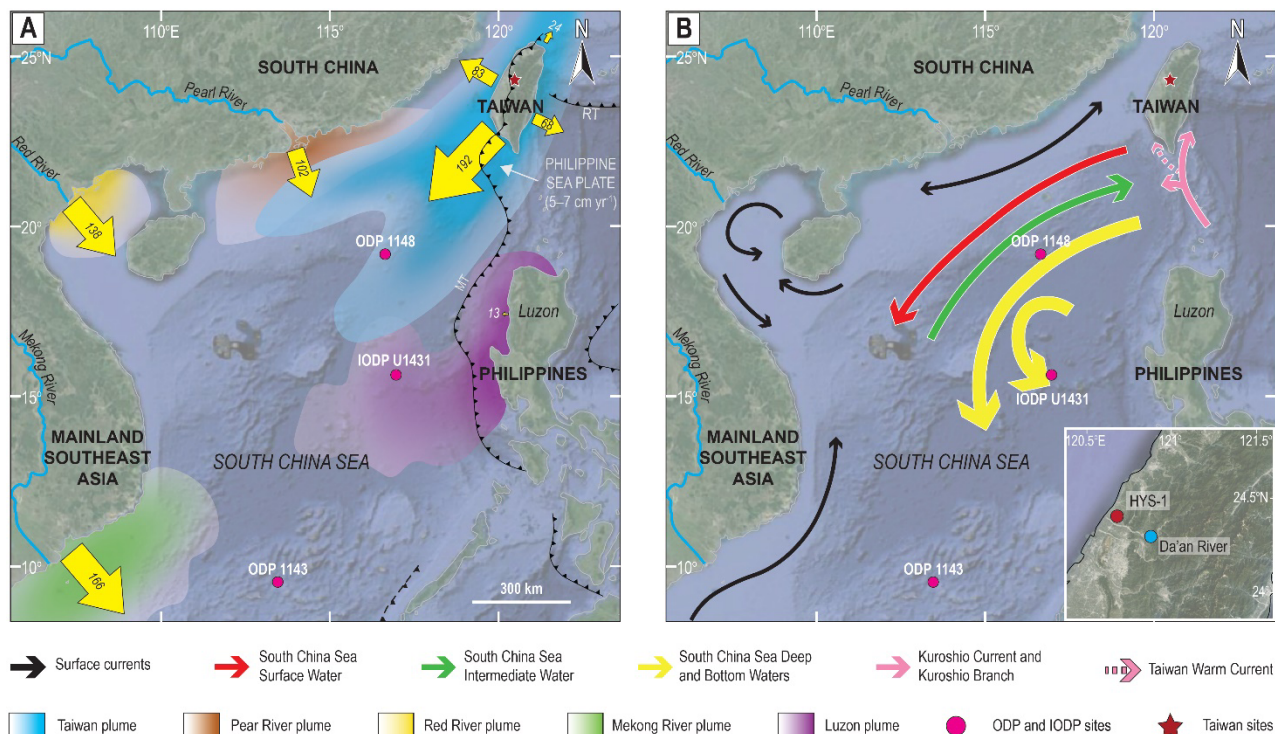 A
110°E
115°
120°
N
24
25°N
SOUTH CHINA
83
Pearl River
TAIWAN
RT
68
Red River
102
192
PHILIPPINE
SEA PLATE
(5–7 cm yr⁻¹)
138
20°
ODP 1148
MT
Luzon
13
Mekong River
IODP U1431
PHILIPPINES
15°
MAINLAND
SOUTHEAST
ASIA
SOUTH CHINA SEA
10°
166
ODP 1143
300 km
B
110°E
115°
120°
N
25°N
SOUTH CHINA
Pearl River
TAIWAN
Red River
20°
ODP 1148
Luzon
Mekong River
IODP U1431
PHILIPPINES
15°
MAINLAND
SOUTHEAST
ASIA
SOUTH CHINA SEA
10°
ODP 1143
120.5°E
121°
121.5°
24.5°N
HYS-1
Da'an River
24°
Surface currents
South China Sea
Surface Water
South China Sea
Intermediate Water
South China Sea Deep
and Bottom Waters
Kuroshio Current and
Kuroshio Branch
Taiwan Warm Current
Taiwan plume
Pear River plume
Red River plume
Mekong River plume
Luzon plume
ODP and IODP sites
Taiwan sites